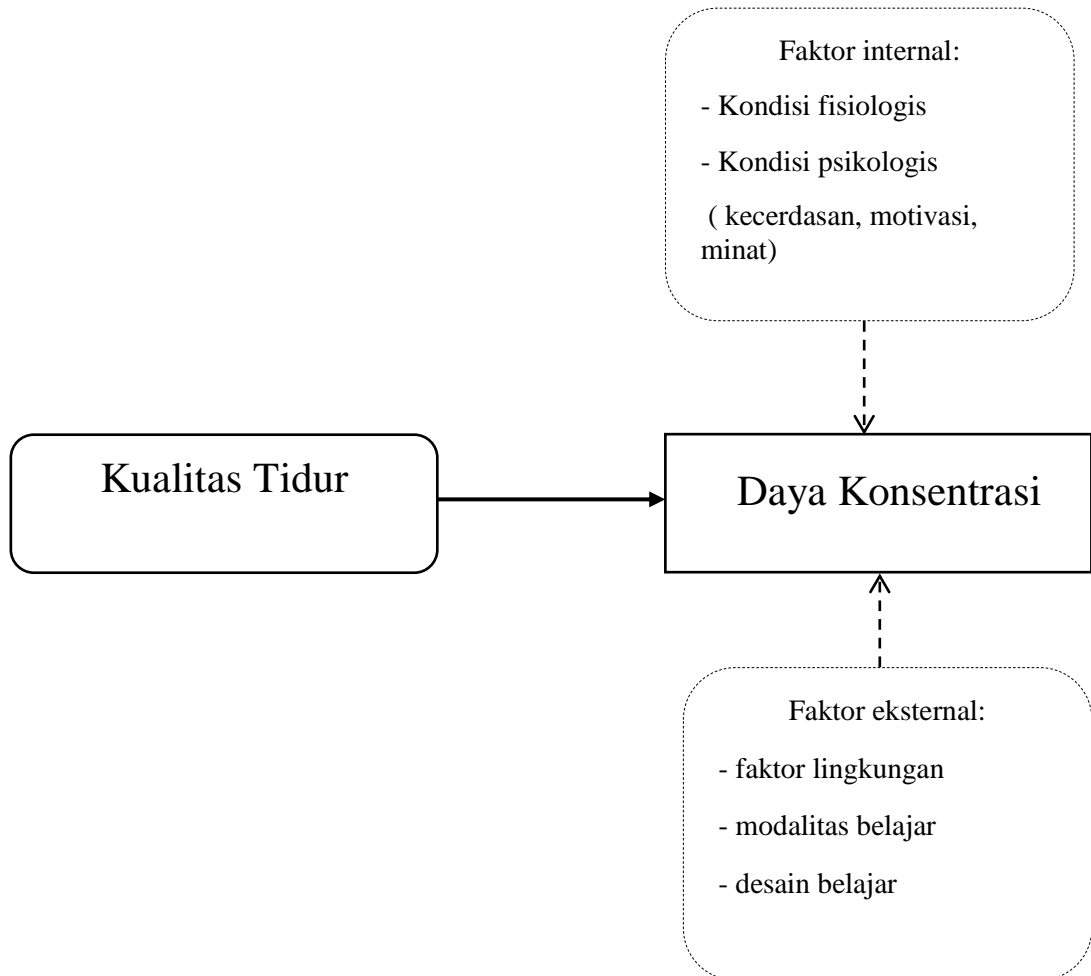 Faktor internal:
- Kondisi fisiologis
- Kondisi psikologis
( kecerdasan, motivasi,
minat)
Kualitas Tidur
Daya Konsentrasi
Faktor eksternal:
- faktor lingkungan
- modalitas belajar
- desain belajar